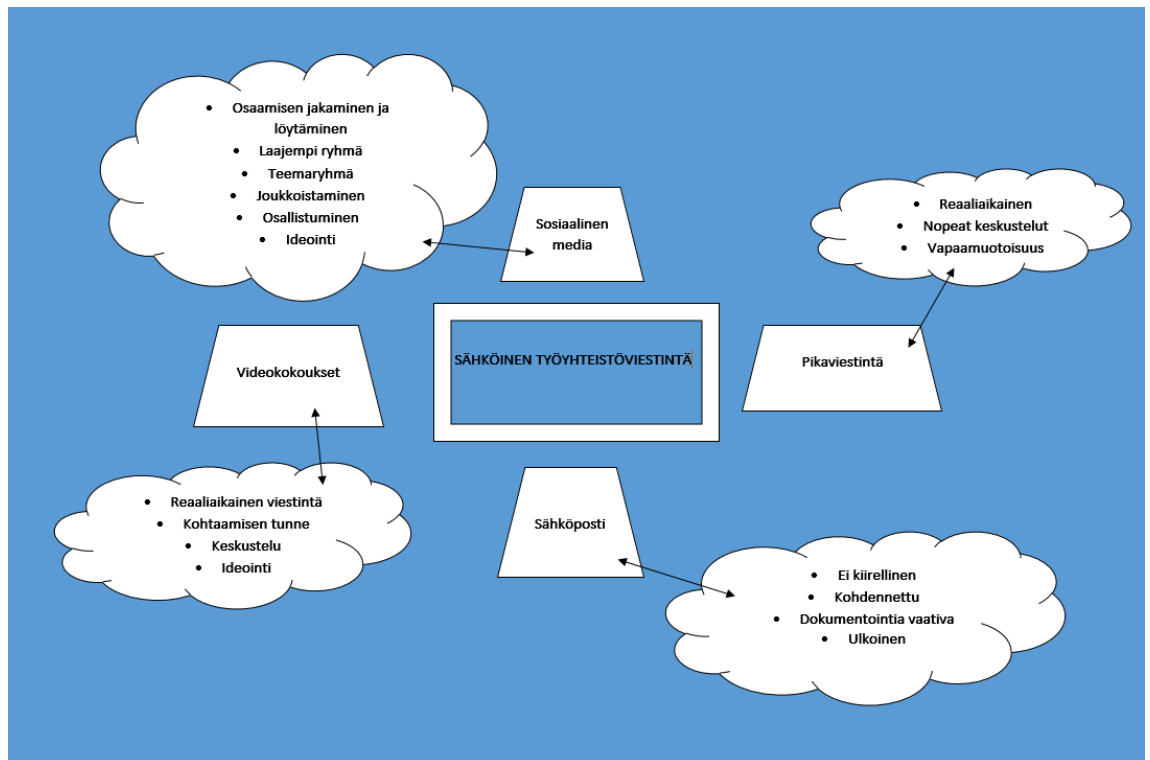 • Osaamisen jakaminen ja
löytäminen
• Laajempi ryhmä
• Teemaryhmä
• Joukkoistaminen
• Osallistuminen
• Ideointi
Sosiaalinen
media
• Reaaliaikainen
• Nopeat keskustelut
• Vapaamuotoisuus
Videokokoukset
SÄHKÖINEN TYÖYHTEISTÖVIESTINTÄ
Pikaviestintä
• Reaaliaikainen viestintä
• Kohtaamisen tunne
• Keskustelu
• Ideointi
Sähköposti
• Ei kiirellinen
• Kohdennettu
• Dokumentointia vaativa
• Ulkoinen